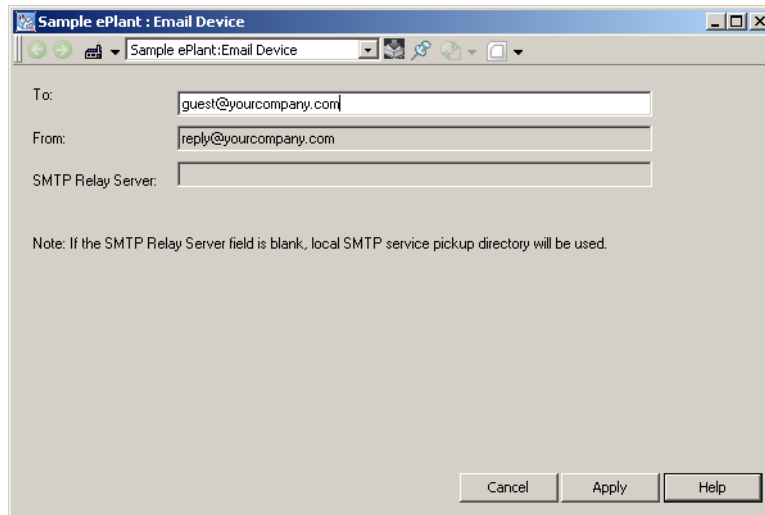 Sample ePlant : Email Device
Sample ePlant:Email Device
To:
guest@yourcompany.com
From:
reply@yourcompany.com
SMTP Relay Server:
Note: If the SMTP Relay Server field is blank, local SMTP service pickup directory will be used.
Cancel
Apply
Help